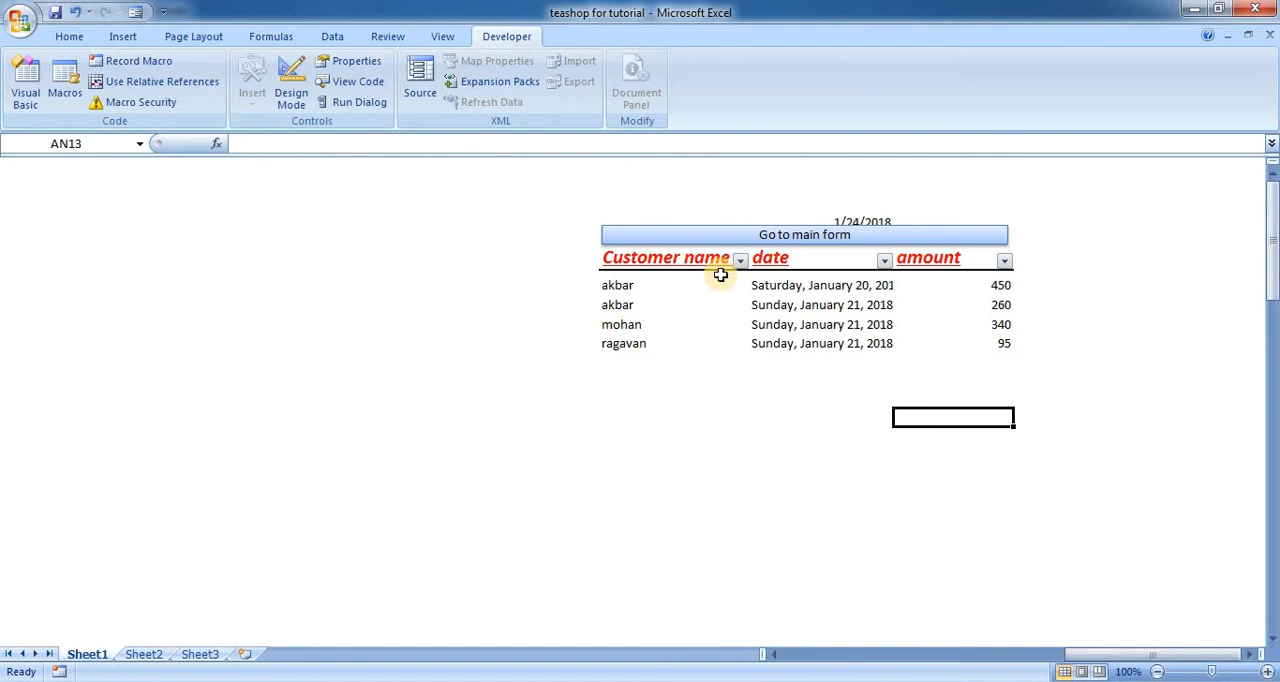 teashop for tutorial - Microsoft Excel
Home Insert Page Layout Formulas Data Review View Developer
Visual Basic
Macros
Record Macro
Use Relative References
Macro Security
Code
Insert
Design Mode
Properties
View Code
Run Dialog
Controls
Source
Map Properties
Expansion Packs
Refresh Data
Import
Export
XML
Document Panel
Modify
AN13
fx
1/24/2018
Go to main form
Customer name date amount
akbar Saturday, January 20, 201 450
akbar Sunday, January 21, 2018 260
mohan Sunday, January 21, 2018 340
ragavan Sunday, January 21, 2018 95
Sheet1 Sheet2 Sheet3
Ready
100%